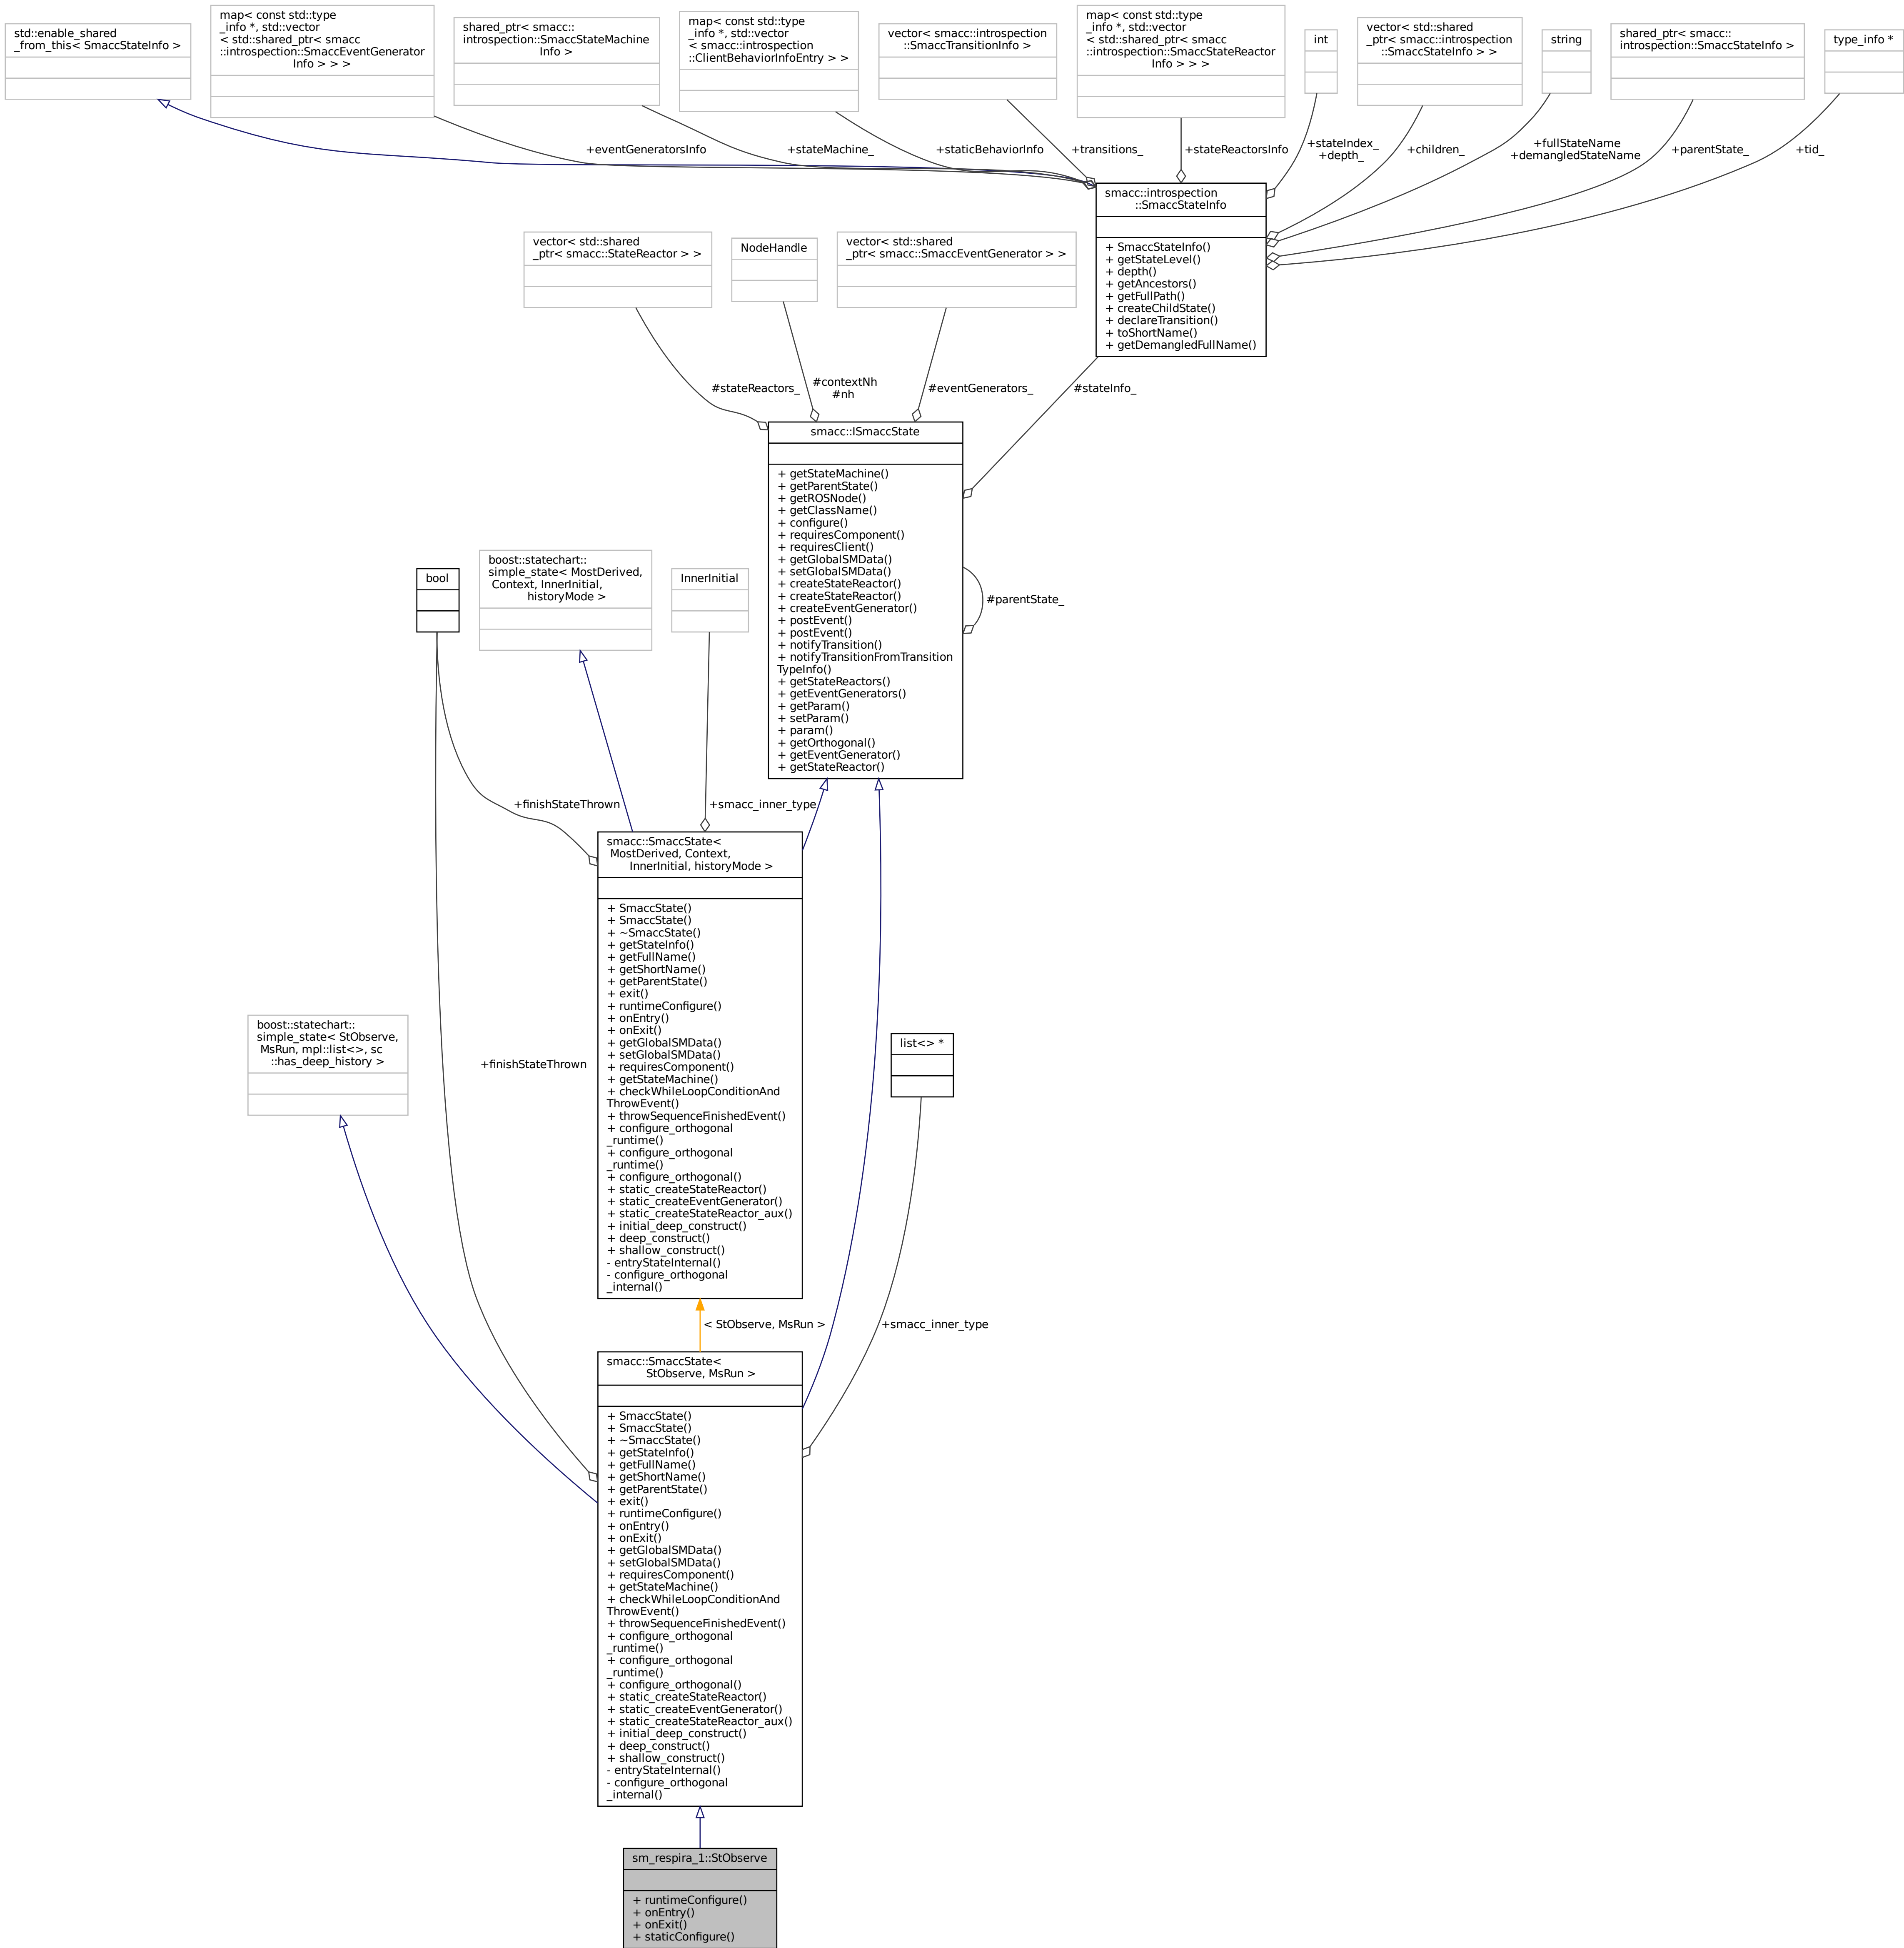 std::enable_shared
_from_this< SmaccStateInfo >
map< const std::type
_info *, std::vector
< std::shared_ptr< smacc
::introspection::SmaccEventGenerator
Info > > >
shared_ptr< smacc::
introspection::SmaccStateMachine
Info >
map< const std::type
_info *, std::vector
< smacc::introspection
::ClientBehaviorInfoEntry > >
vector< smacc::introspection
::SmaccTransitionInfo >
map< const std::type
_info *, std::vector
< std::shared_ptr< smacc
::introspection::SmaccStateReactor
Info > > >
int
vector< std::shared
_ptr< smacc::introspection
::SmaccStateInfo > >
string
shared_ptr< smacc::
introspection::SmaccStateInfo >
type_info *
+eventGeneratorsInfo
+stateMachine_
+staticBehaviorInfo
+transitions_
+stateReactorsInfo
+stateIndex_
+depth_
+children_
+fullStateName
+demangledStateName
+parentState_
+tid_
smacc::introspection
::SmaccStateInfo
+ SmaccStateInfo()
+ getStateLevel()
+ depth()
+ getAncestors()
+ getFullPath()
+ createChildState()
+ declareTransition()
+ toShortName()
+ getDemangledFullName()
vector< std::shared
_ptr< smacc::StateReactor > >
NodeHandle
vector< std::shared
_ptr< smacc::SmaccEventGenerator > >
#stateReactors_
#contextNh
#nh
#eventGenerators_
#stateInfo_
smacc::ISmaccState
+ getStateMachine()
+ getParentState()
+ getROSNode()
+ getClassName()
+ configure()
+ requiresComponent()
+ requiresClient()
+ getGlobalSMData()
+ setGlobalSMData()
+ createStateReactor()
+ createStateReactor()
+ createEventGenerator()
+ postEvent()
+ postEvent()
+ notifyTransition()
+ notifyTransitionFromTransition
TypeInfo()
+ getStateReactors()
+ getEventGenerators()
+ getParam()
+ setParam()
+ param()
+ getOrthogonal()
+ getEventGenerator()
+ getStateReactor()
#parentState_
bool
boost::statechart::
simple_state< MostDerived,
Context, InnerInitial,
historyMode >
InnerInitial
+finishStateThrown
+smacc_inner_type
smacc::SmaccState<
MostDerived, Context,
InnerInitial, historyMode >
+ SmaccState()
+ SmaccState()
+ ~SmaccState()
+ getStateInfo()
+ getFullName()
+ getShortName()
+ getParentState()
+ exit()
+ runtimeConfigure()
+ onEntry()
+ onExit()
+ getGlobalSMData()
+ setGlobalSMData()
+ requiresComponent()
+ getStateMachine()
+ checkWhileLoopConditionAnd
ThrowEvent()
+ throwSequenceFinishedEvent()
+ configure_orthogonal
_runtime()
+ configure_orthogonal
_runtime()
+ configure_orthogonal()
+ static_createStateReactor()
+ static_createEventGenerator()
+ static_createStateReactor_aux()
+ initial_deep_construct()
+ deep_construct()
+ shallow_construct()
- entryStateInternal()
- configure_orthogonal
_internal()
boost::statechart::
simple_state< StObserve,
MsRun, mpl::list<>, sc
::has_deep_history >
+finishStateThrown
list<> *
< StObserve, MsRun >
+smacc_inner_type
smacc::SmaccState<
StObserve, MsRun >
+ SmaccState()
+ SmaccState()
+ ~SmaccState()
+ getStateInfo()
+ getFullName()
+ getShortName()
+ getParentState()
+ exit()
+ runtimeConfigure()
+ onEntry()
+ onExit()
+ getGlobalSMData()
+ setGlobalSMData()
+ requiresComponent()
+ getStateMachine()
+ checkWhileLoopConditionAnd
ThrowEvent()
+ throwSequenceFinishedEvent()
+ configure_orthogonal
_runtime()
+ configure_orthogonal
_runtime()
+ configure_orthogonal()
+ static_createStateReactor()
+ static_createEventGenerator()
+ static_createStateReactor_aux()
+ initial_deep_construct()
+ deep_construct()
+ shallow_construct()
- entryStateInternal()
- configure_orthogonal
_internal()
sm_respira_1::StObserve
+ runtimeConfigure()
+ onEntry()
+ onExit()
+ staticConfigure()